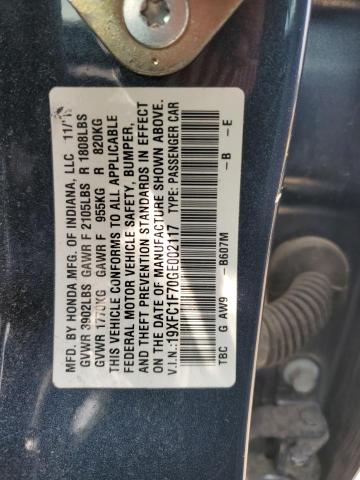 MFD. BY HONDA MFG. OF INDIANA, LLC 11/15
GVWR 3902LBS GAWR F 2105LBS R 1808LBS
GVWR 1770KG GAWR F 955KG R 820KG
THIS VEHICLE CONFORMS TO ALL APPLICABLE
FEDERAL MOTOR VEHICLE SAFETY, BUMPER,
AND THEFT PREVENTION STANDARDS IN EFFECT
ON THE DATE OF MANUFACTURE SHOWN ABOVE.
V.I.N.:19XFC1F70GE002117 TYPE: PASSENGER CAR
TBC G AW9 -B607M -B -E